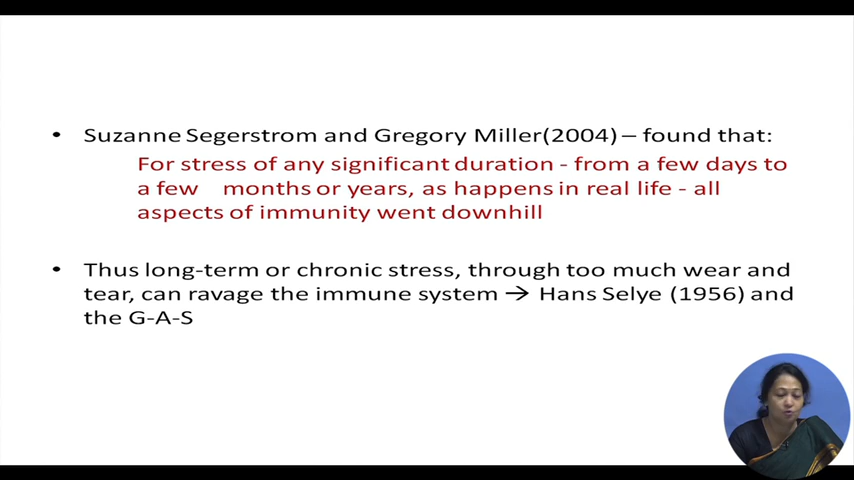 • Suzanne Segerstrom and Gregory Miller(2004) – found that:
For stress of any significant duration - from a few days to
a few months or years, as happens in real life - all
aspects of immunity went downhill
• Thus long-term or chronic stress, through too much wear and
tear, can ravage the immune system → Hans Selye (1956) and
the G-A-S